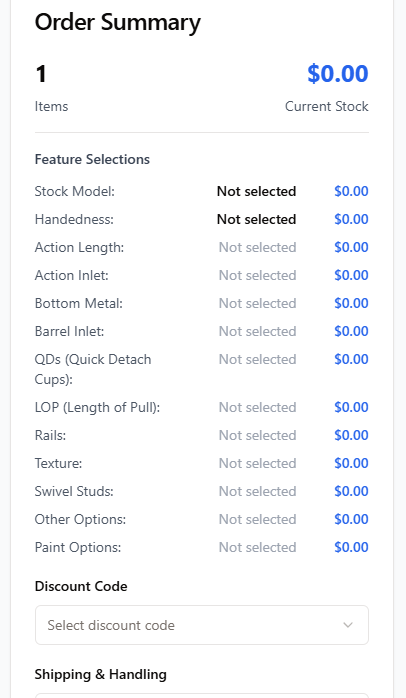 Order Summary
1 $0.00
Items Current Stock
Feature Selections
Stock Model: Not selected $0.00
Handedness: Not selected $0.00
Action Length: Not selected $0.00
Action Inlet: Not selected $0.00
Bottom Metal: Not selected $0.00
Barrel Inlet: Not selected $0.00
QDs (Quick Detach Not selected $0.00
Cups):
LOP (Length of Pull): Not selected $0.00
Rails: Not selected $0.00
Texture: Not selected $0.00
Swivel Studs: Not selected $0.00
Other Options: Not selected $0.00
Paint Options: Not selected $0.00
Discount Code
Select discount code
Shipping & Handling